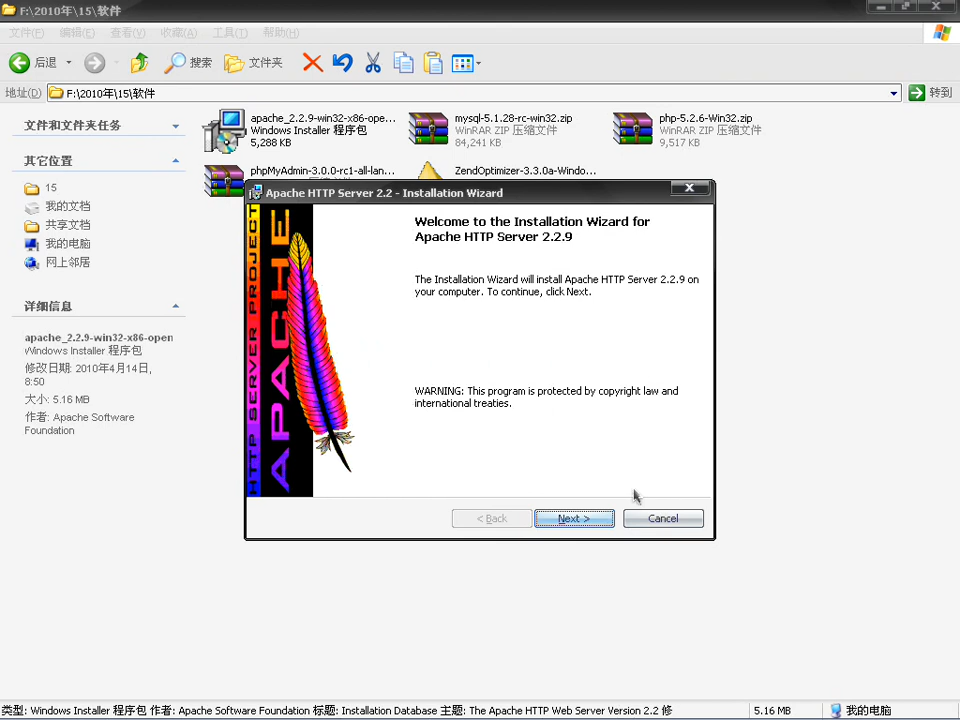 F:\2010年\15\软件
文件(F) 编辑(E) 查看(V) 收藏(A) 工具(T) 帮助(H)
后退 搜索 文件夹
地址(D) F:\2010年\15\软件 转到
文件和文件夹任务
其它位置
15
我的文档
共享文档
我的电脑
网上邻居
详细信息
apache_2.2.9-win32-x86-open
Windows Installer 程序包
修改日期: 2010年4月14日,
8:50
大小: 5.16 MB
作者: Apache Software
Foundation
apache_2.2.9-win32-x86-ope...
Windows Installer 程序包
5,288 KB
mysql-5.1.28-rc-win32.zip
WinRAR ZIP 压缩文件
84,241 KB
php-5.2.6-Win32.zip
WinRAR ZIP 压缩文件
9,517 KB
phpMyAdmin-3.0.0-rc1-all-lan...
ZendOptimizer-3.3.0a-Windo...
Apache HTTP Server 2.2 - Installation Wizard
HTTP SERVER PROJECT
APACHE
Welcome to the Installation Wizard for
Apache HTTP Server 2.2.9
The Installation Wizard will install Apache HTTP Server 2.2.9 on
your computer. To continue, click Next.
WARNING: This program is protected by copyright law and
international treaties.
< Back Next > Cancel
类型: Windows Installer 程序包 作者: Apache Software Foundation 标题: Installation Database 主题: The Apache HTTP Web Server Version 2.2 修 5.16 MB 我的电脑